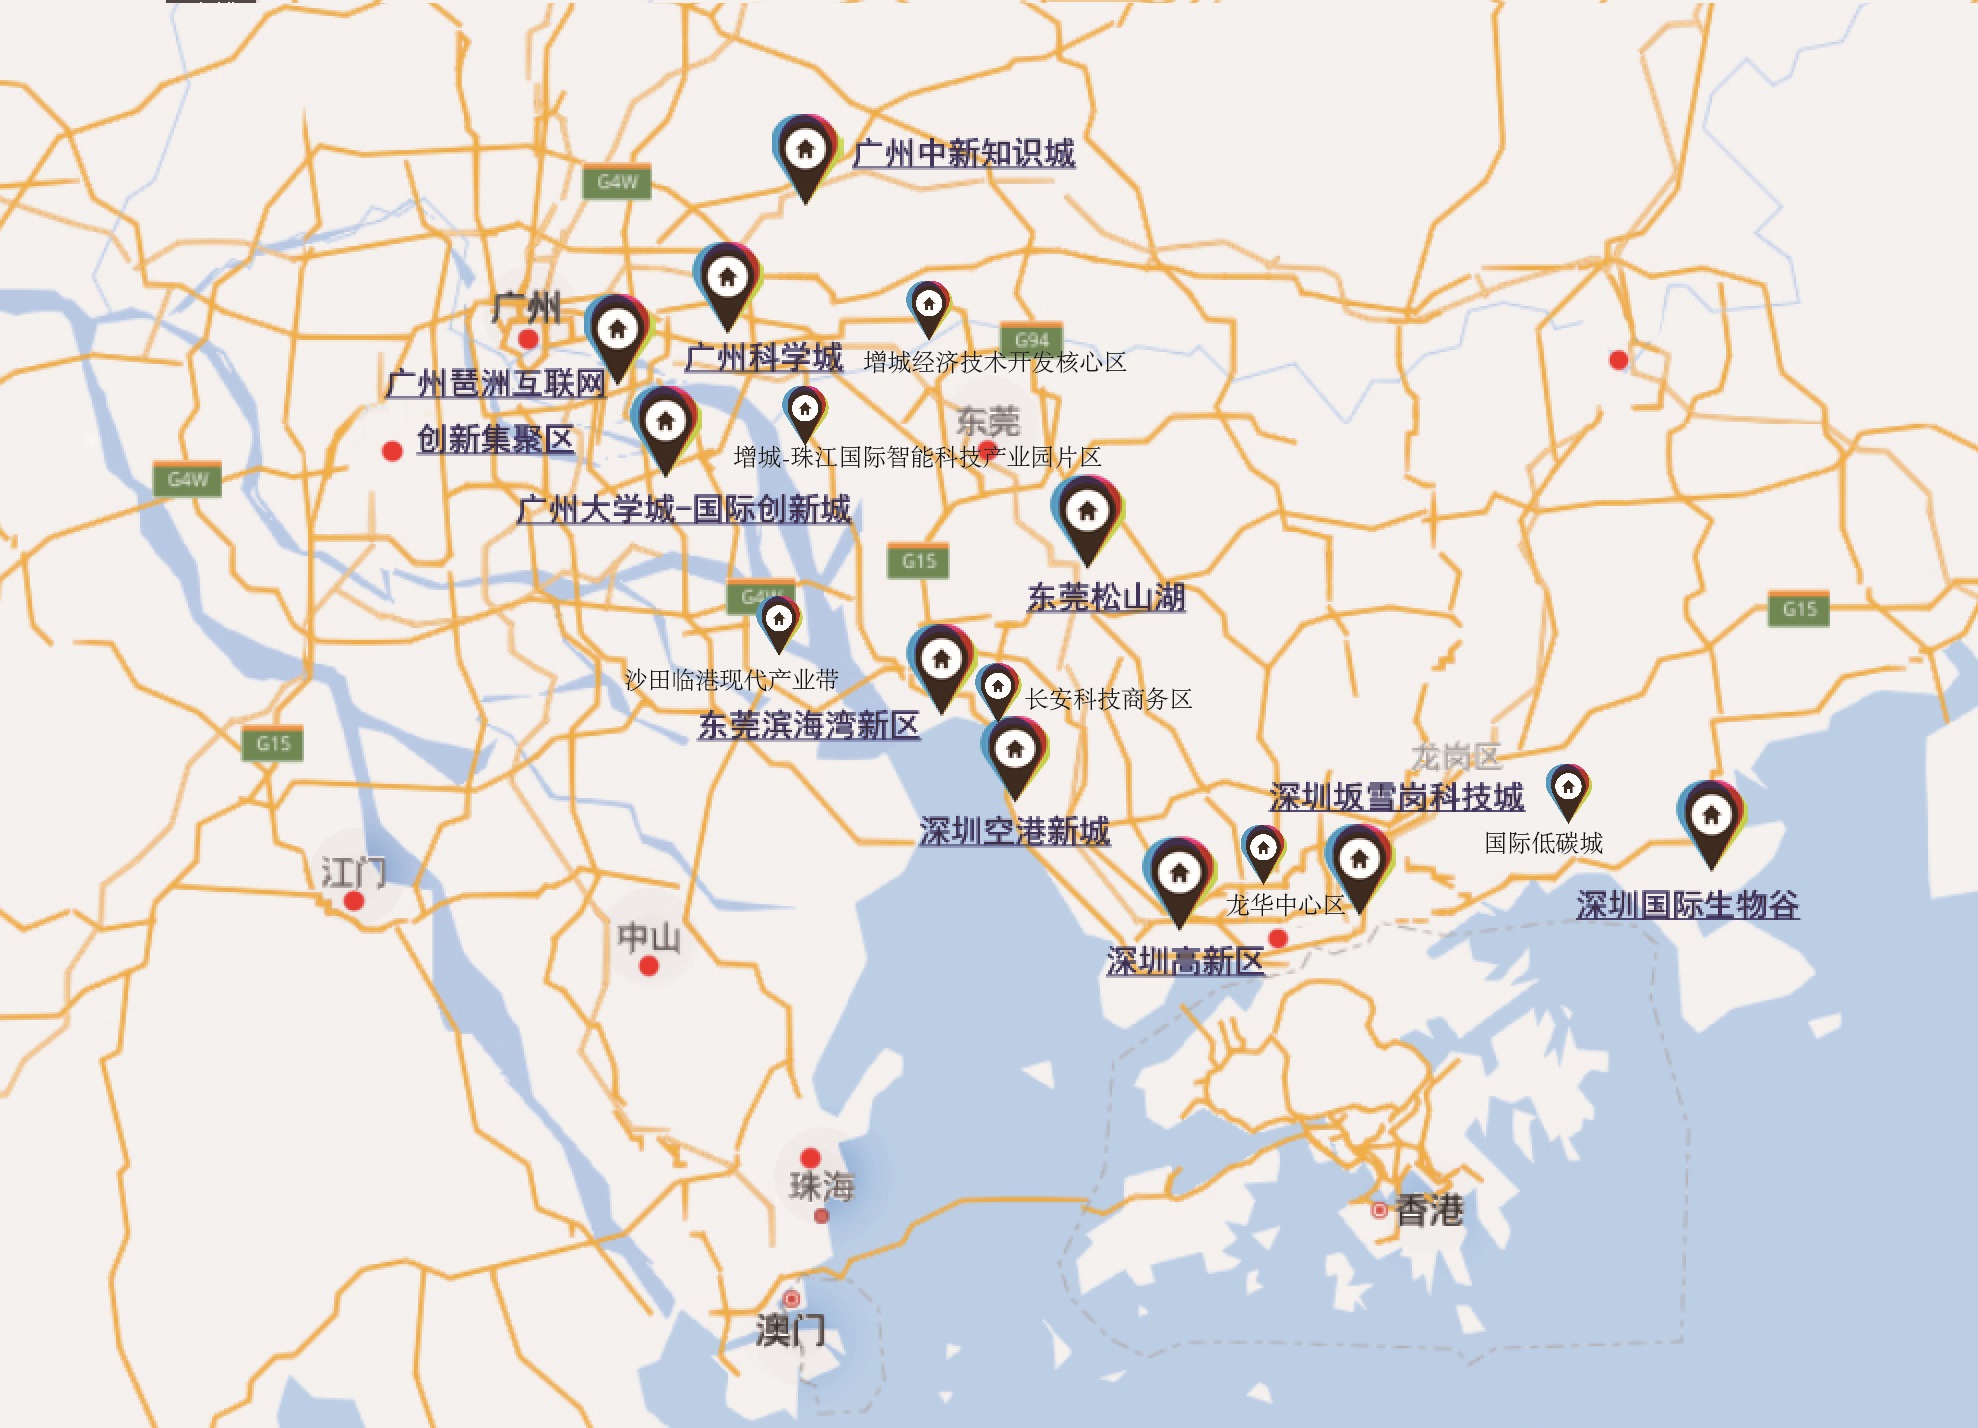 广州中新知识城
G4W
广州
广州科学城
G94
增城经济技术开发核心区
广州琶洲互联网
创新集聚区
东莞
增城-珠江国际智能科技产业园片区
G4W
广州大学城-国际创新城
G15
东莞松山湖
G4W
G15
沙田临港现代产业带
长安科技商务区
东莞滨海湾新区
G15
龙岗区
深圳坂雪岗科技城
深圳空港新城
国际低碳城
江门
龙华中心区
深圳国际生物谷
中山
深圳高新区
珠海
香港
澳门